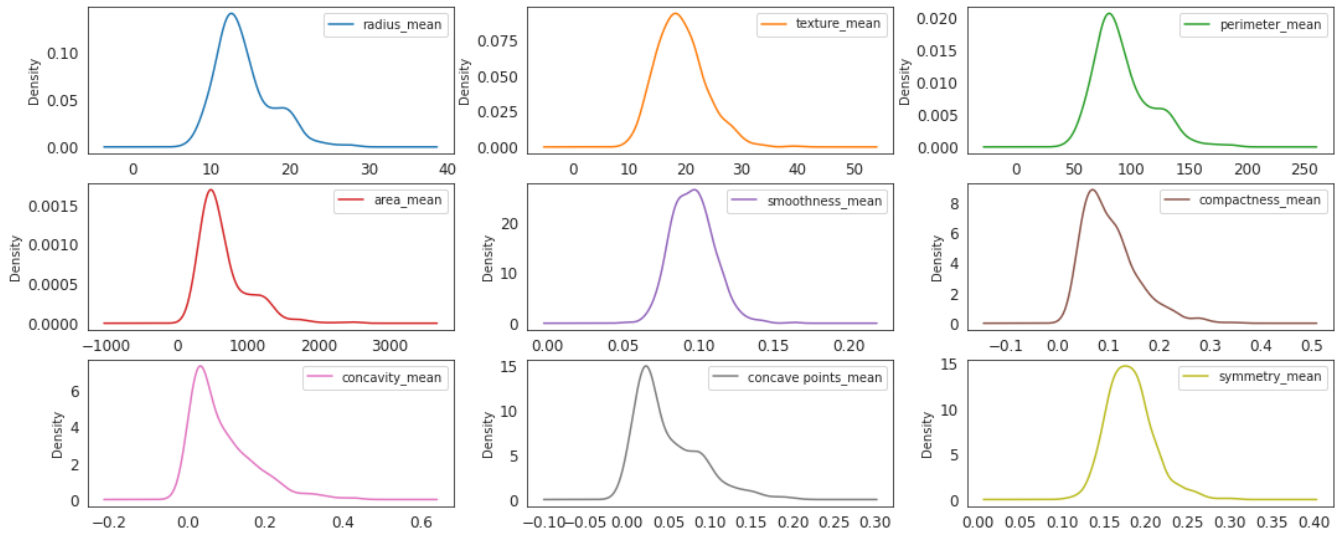 radius_mean
Density
0.10
0.05
0.00
0 10 20 30 40
texture_mean
Density
0.075
0.050
0.025
0.000
0 10 20 30 40 50
perimeter_mean
Density
0.020
0.015
0.010
0.005
0.000
0 50 100 150 200 250
area_mean
Density
0.0015
0.0010
0.0005
0.0000
−1000 0 1000 2000 3000
smoothness_mean
Density
20
10
0
0.00 0.05 0.10 0.15 0.20
compactness_mean
Density
8
6
4
2
0
−0.1 0.0 0.1 0.2 0.3 0.4 0.5
concavity_mean
Density
6
4
2
0
−0.2 0.0 0.2 0.4 0.6
concave points_mean
Density
15
10
5
0
−0.10 −0.05 0.00 0.05 0.10 0.15 0.20 0.25 0.30
symmetry_mean
Density
15
10
5
0
0.00 0.05 0.10 0.15 0.20 0.25 0.30 0.35 0.40